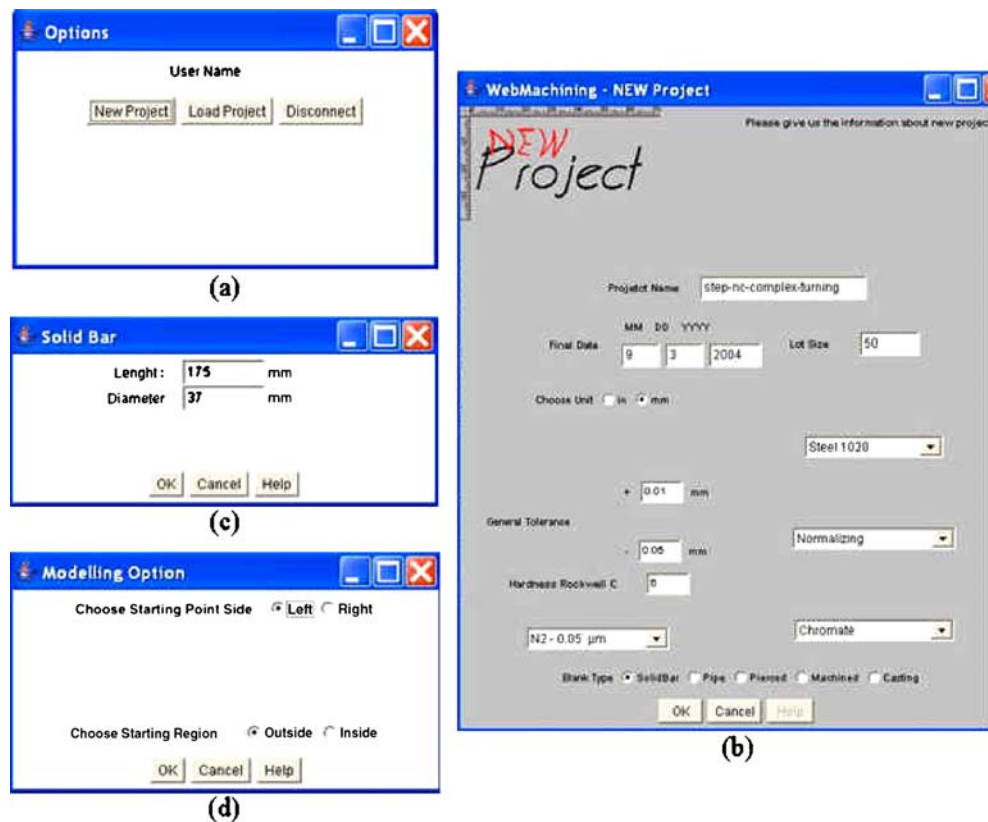 Options
User Name
New Project Load Project Disconnect
(a)
Solid Bar
Lenght: 175 mm
Diameter 37 mm
OK Cancel Help
(c)
Modelling Option
Choose Starting Point Side Left Right
Choose Starting Region Outside Inside
OK Cancel Help
(d)
WebMachining - NEW Project
Please give us the information about new projec
NEW
Project
Projetct Name step-nc-complex-turning
MM DD YYYY
Final Date 9 3 2004 Lot Size 50
Choose Unit in mm
Steel 1020
+ 0.01 mm
General Tolerance
Normalizing
- 0.05 mm
Hardness Rockwell C
N2 - 0.05 µm
Chromate
Blank Type SolidBar Pipe Pierced Machined Casting
OK Cancel Help
(b)